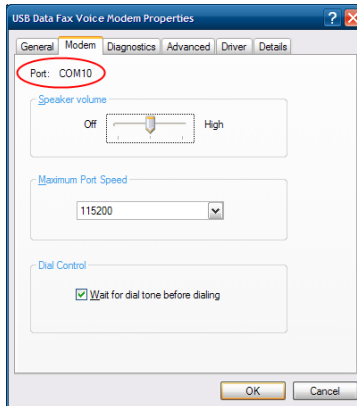 USB Data Fax Voice Modem Properties
General Modem Diagnostics Advanced Driver Details
Port: COM10
Speaker volume
Off High
Maximum Port Speed
115200
Dial Control
Wait for dial tone before dialing
OK Cancel